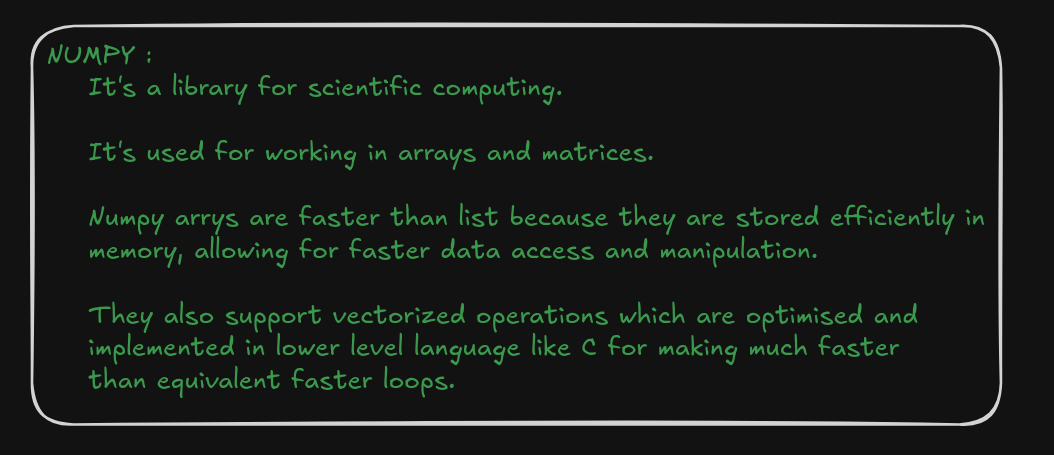 NUMPY :
It's a library for scientific computing.
It's used for working in arrays and matrices.
Numpy arrys are faster than list because they are stored efficiently in
memory, allowing for faster data access and manipulation.
They also support vectorized operations which are optimised and
implemented in lower level language like C for making much faster
than equivalent faster loops.